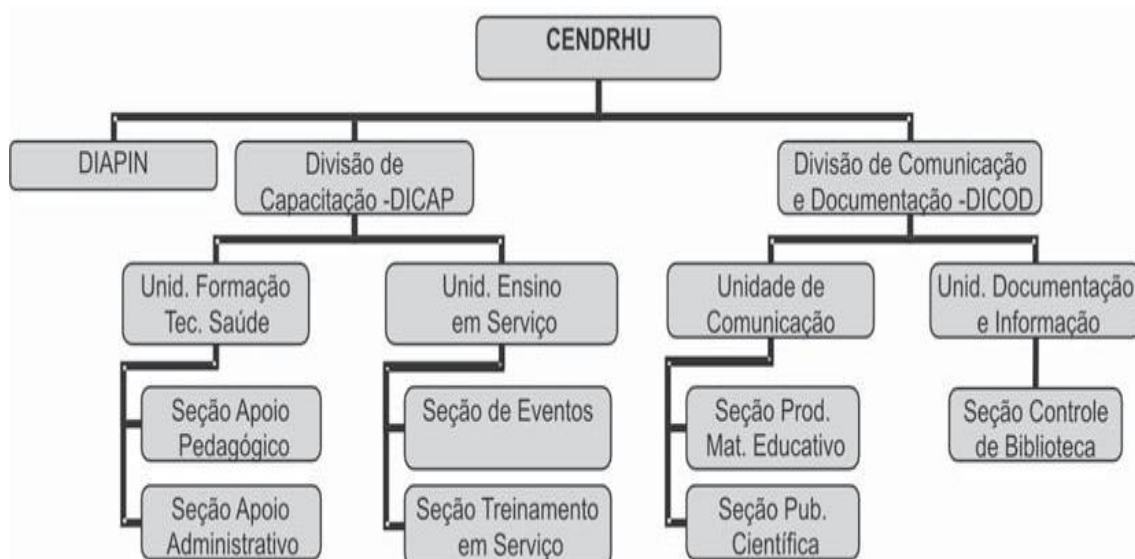 CENDRHU
DIAPIN
Divisão de
Capacitação -DICAP
Divisão de Comunicação
e Documentação -DICOD
Unid. Formação
Tec. Saúde
Unid. Ensino
em Serviço
Unidade de
Comunicação
Unid. Documentação
e Informação
Seção Apoio
Pedagógico
Seção de Eventos
Seção Prod.
Mat. Educativo
Seção Controle
de Biblioteca
Seção Apoio
Administrativo
Seção Treinamento
em Serviço
Seção Pub.
Científica